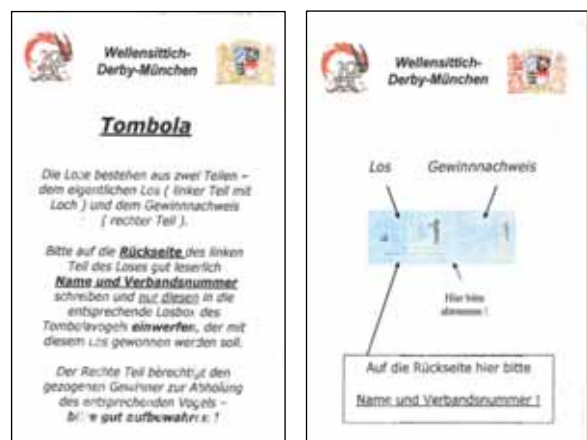 Wellensittich-
Derby-München
Tombola
Die Lose bestehen aus zwei Teilen –
dem eigentlichen Los ( linker Teil mit
Loch ) und dem Gewinnnachweis
( rechter Teil ).
Bitte auf die Rückseite des linken
Teil des Loses gut leserlich
Name und Verbandsnummer
schreiben und nur diesen in die
entsprechende Losbox des
Tombolavogels einwerfen, der mit
diesem Los gewonnen werden soll.
Der Rechte Teil berechtigt den
gezogenen Gewinner zur Abholung
des entsprechenden Vogels –
bitte gut aufbewahren !
Wellensittich-
Derby-München
Los Gewinnnachweis
Hier bitte
abtrennen !
Auf die Rückseite hier bitte
Name und Verbandsnummer !